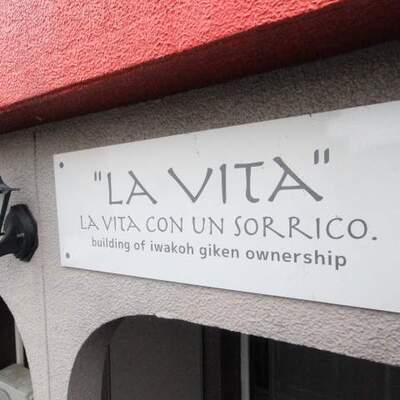 "LA VITA"
LA VITA CON UN SORRICO.
building of iwakoh giken ownership